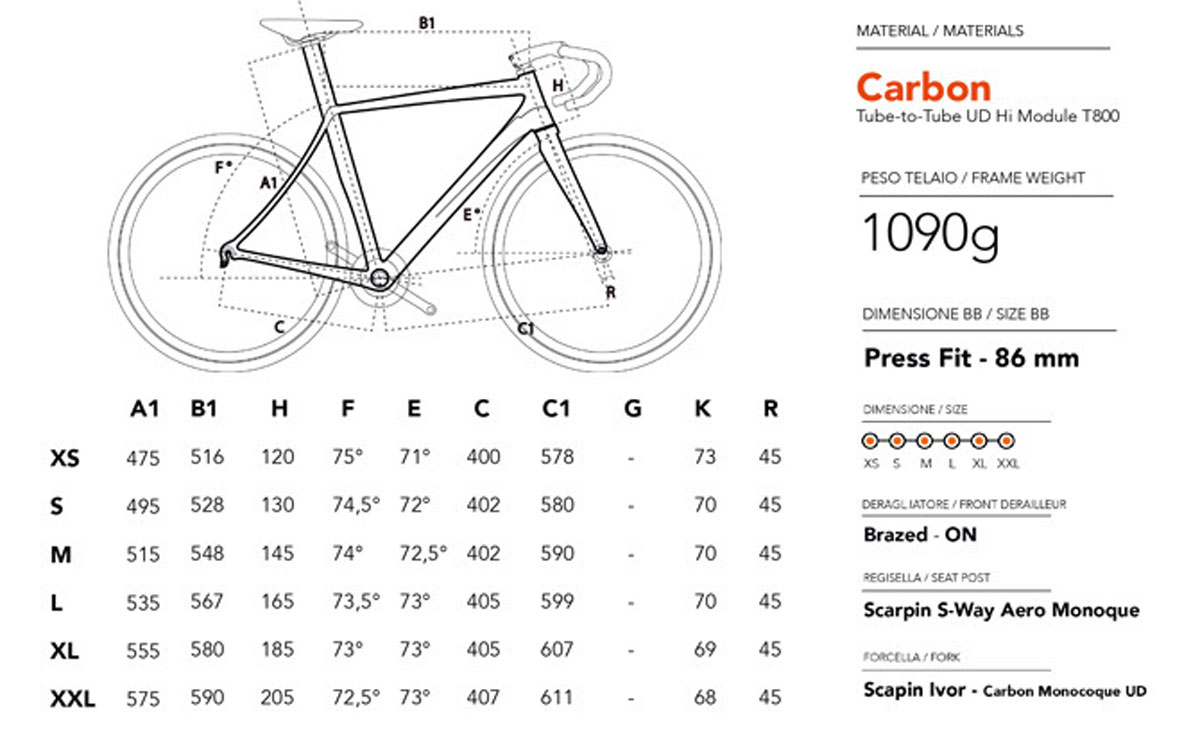 B1
H
F°
A1
E°
R
C
C1
A1 B1 H F E C C1 G K R
XS 475 516 120 75° 71° 400 578 - 73 45
S 495 528 130 74,5° 72° 402 580 - 70 45
M 515 548 145 74° 72,5° 402 590 - 70 45
L 535 567 165 73,5° 73° 405 599 - 70 45
XL 555 580 185 73° 73° 405 607 - 69 45
XXL 575 590 205 72,5° 73° 407 611 - 68 45
MATERIAL / MATERIALS
Carbon
Tube-to-Tube UD Hi Module T800
PESO TELAIO / FRAME WEIGHT
1090g
DIMENSIONE BB / SIZE BB
Press Fit - 86 mm
DIMENSIONE / SIZE
XS S M L XL XXL
DERAGLIATORE / FRONT DERAILLEUR
Brazed - ON
REGISELLA / SEAT POST
Scarpin S-Way Aero Monoque
FORCELLA / FORK
Scapin Ivor - Carbon Monocoque UD